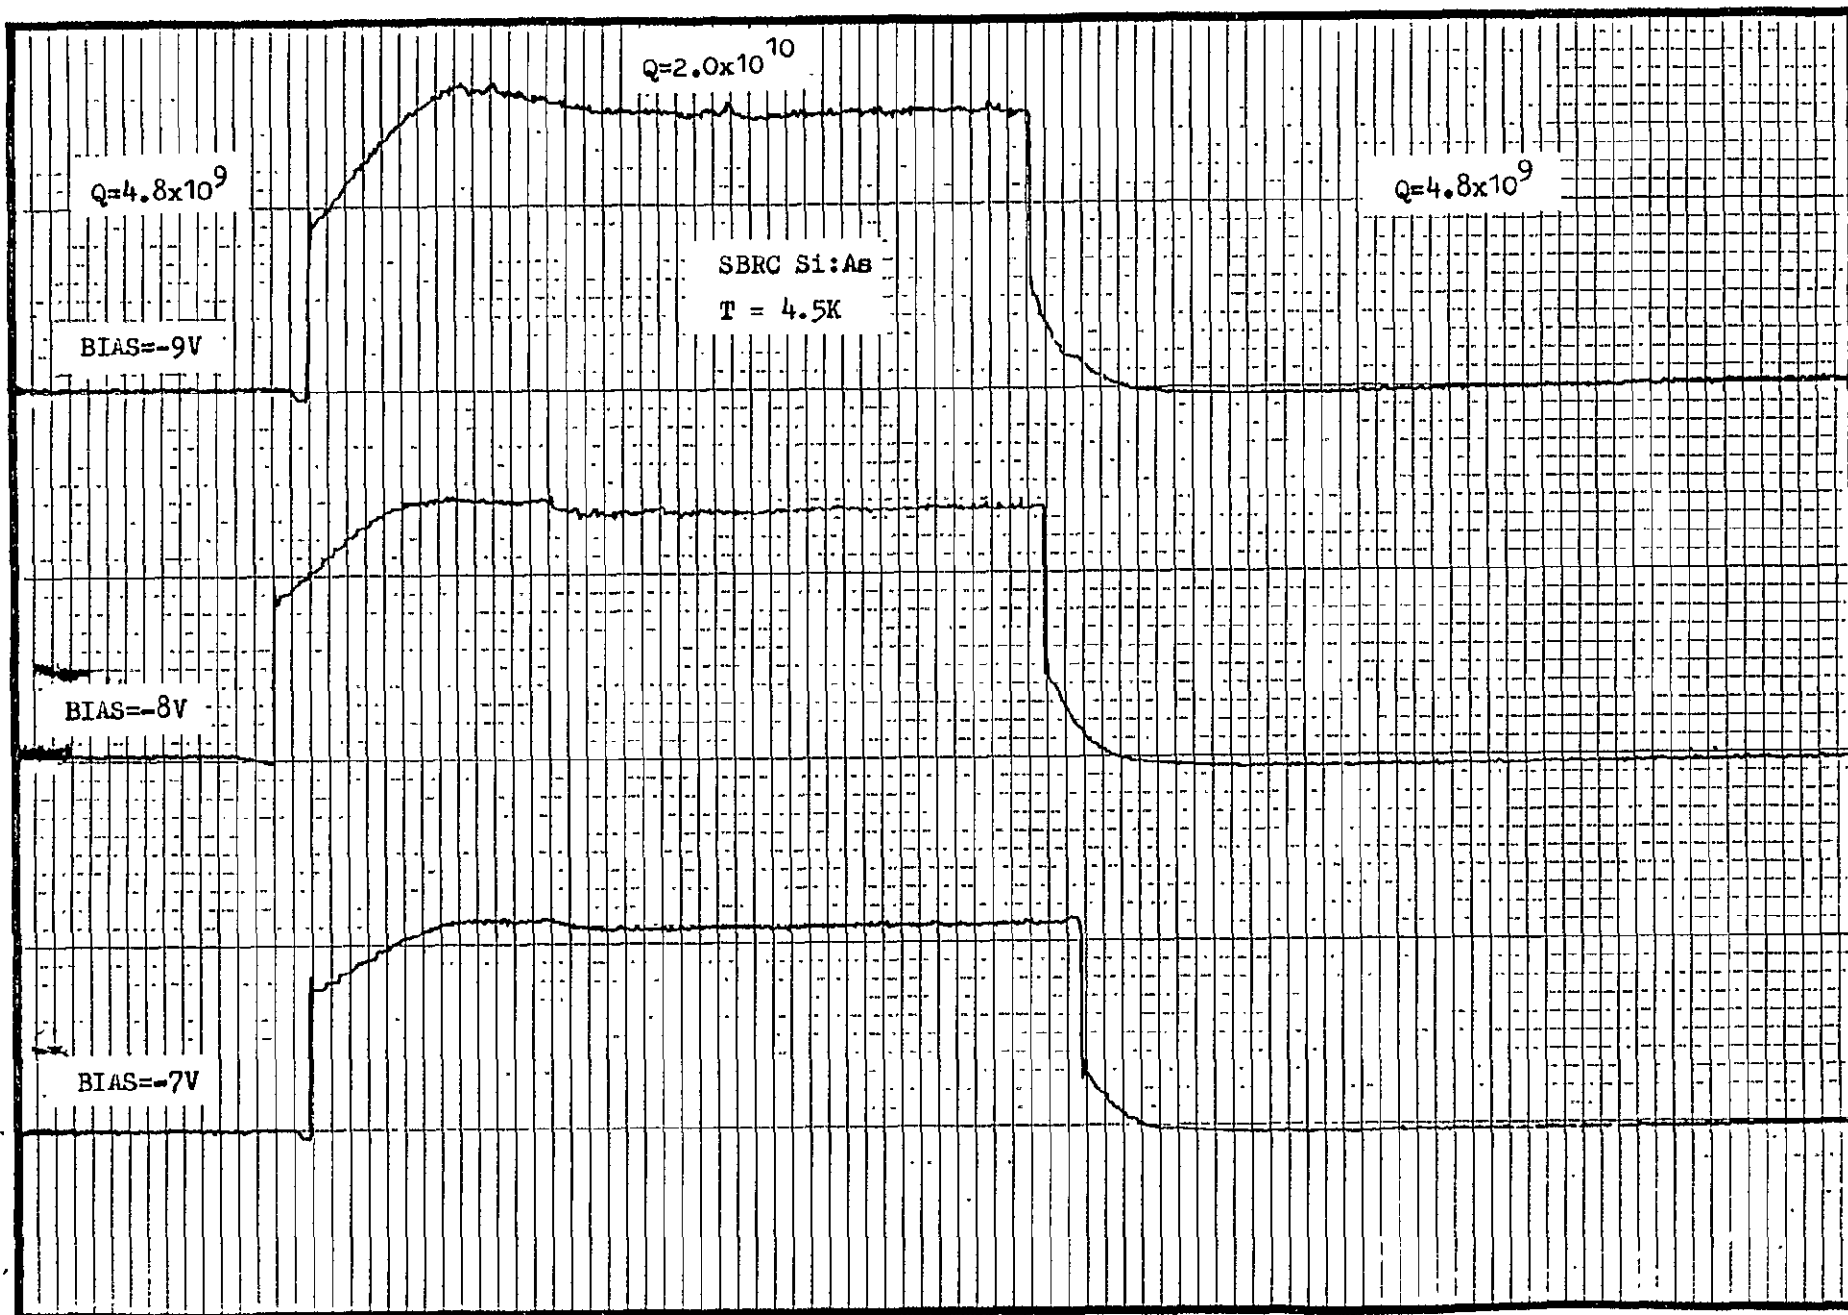 Q=2.0x10^10
Q=4.8x10^9
Q=4.8x10^9
SBRC Si:As
T = 4.5K
BIAS=-9V
BIAS=-8V
BIAS=-7V